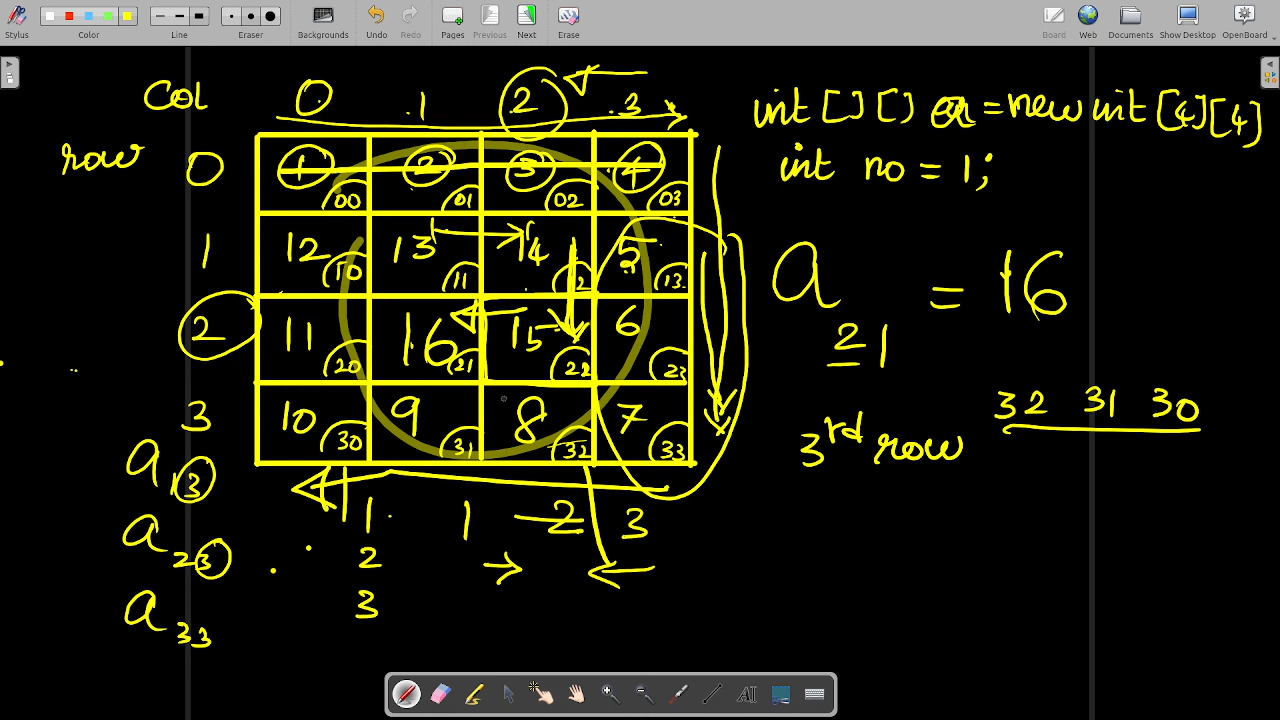 Stylus
Color
Line
Eraser
Backgrounds
Undo
Redo
Pages
Previous
Next
Erase
Board
Web
Documents
Show Desktop
OpenBoard
Col 0 1 2 3
row
0 1 00 2 01 3 02 4 03
1 12 10 13 11 14 12 5 13
2 11 20 16 21 15 22 6 23
3 10 30 9 31 8 32 7 33
int [] [] a = new int [4][4]
int no = 1;
a 21 = 16
3rd row
32 31 30
a13
a23
a33
1 1 2 3
2
3
AI